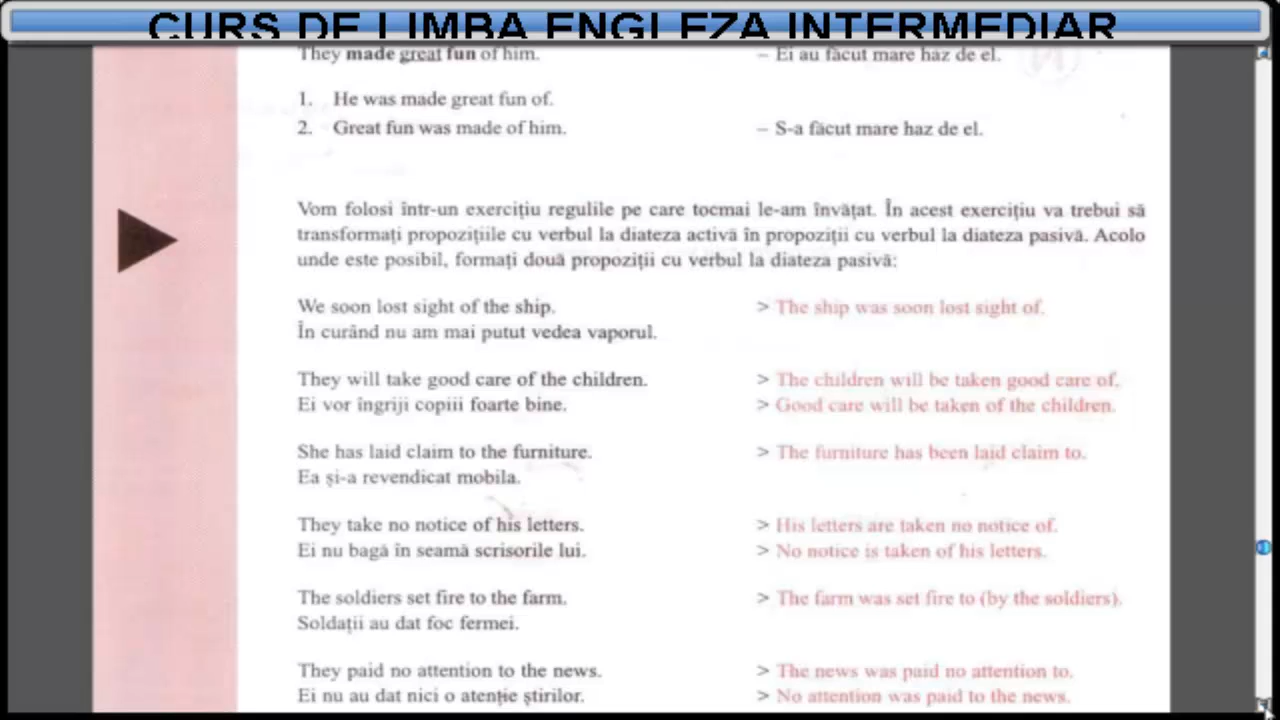 CURS DE LIMBA ENGLEZA INTERMEDIAR
They made great fun of him. – Ei au făcut mare haz de el.
1. He was made great fun of.
2. Great fun was made of him. – S-a făcut mare haz de el.
Vom folosi într-un exercițiu regulile pe care tocmai le-am învățat. În acest exercițiu va trebui să
transformați propozițiile cu verbul la diateza activă în propoziții cu verbul la diateza pasivă. Acolo
unde este posibil, formați două propoziții cu verbul la diateza pasivă:
We soon lost sight of the ship. > The ship was soon lost sight of.
În curând nu am mai putut vedea vaporul.
They will take good care of the children. > The children will be taken good care of.
Ei vor îngriji copiii foarte bine. > Good care will be taken of the children.
She has laid claim to the furniture. > The furniture has been laid claim to.
Ea și-a revendicat mobila.
They take no notice of his letters. > His letters are taken no notice of.
Ei nu bagă în seamă scrisorile lui. > No notice is taken of his letters.
The soldiers set fire to the farm. > The farm was set fire to (by the soldiers).
Soldații au dat foc fermei.
They paid no attention to the news. > The news was paid no attention to.
Ei nu au dat nici o atenție știrilor. > No attention was paid to the news.